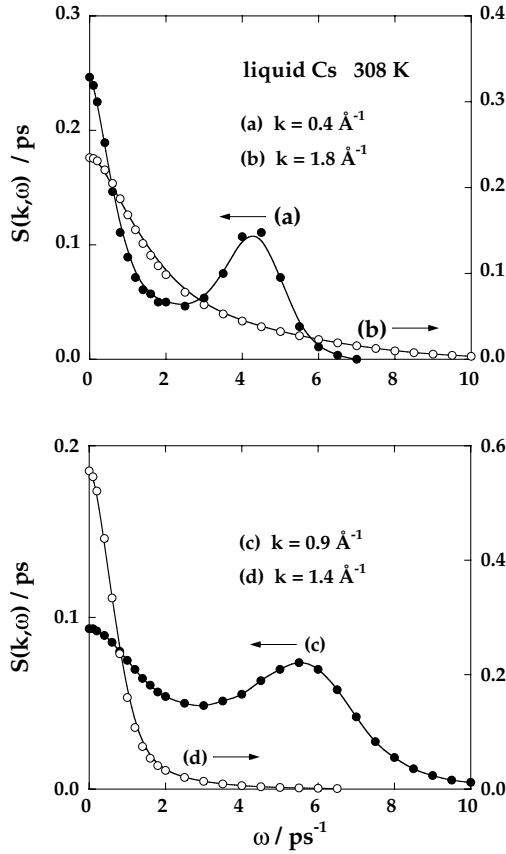 0.3
0.4
liquid Cs 308 K
(a) k = 0.4 Å⁻¹
(b) k = 1.8 Å⁻¹
0.3
0.2
S(k,ω) / ps
(a)
0.2
0.1
0.1
(b)
0.0
0.0
0 2 4 6 8 10
0.2
0.6
(c) k = 0.9 Å⁻¹
(d) k = 1.4 Å⁻¹
0.4
S(k,ω) / ps
0.1
(c)
0.2
(d)
0.0
0.0
0 2 4 6 8 10
ω / ps⁻¹